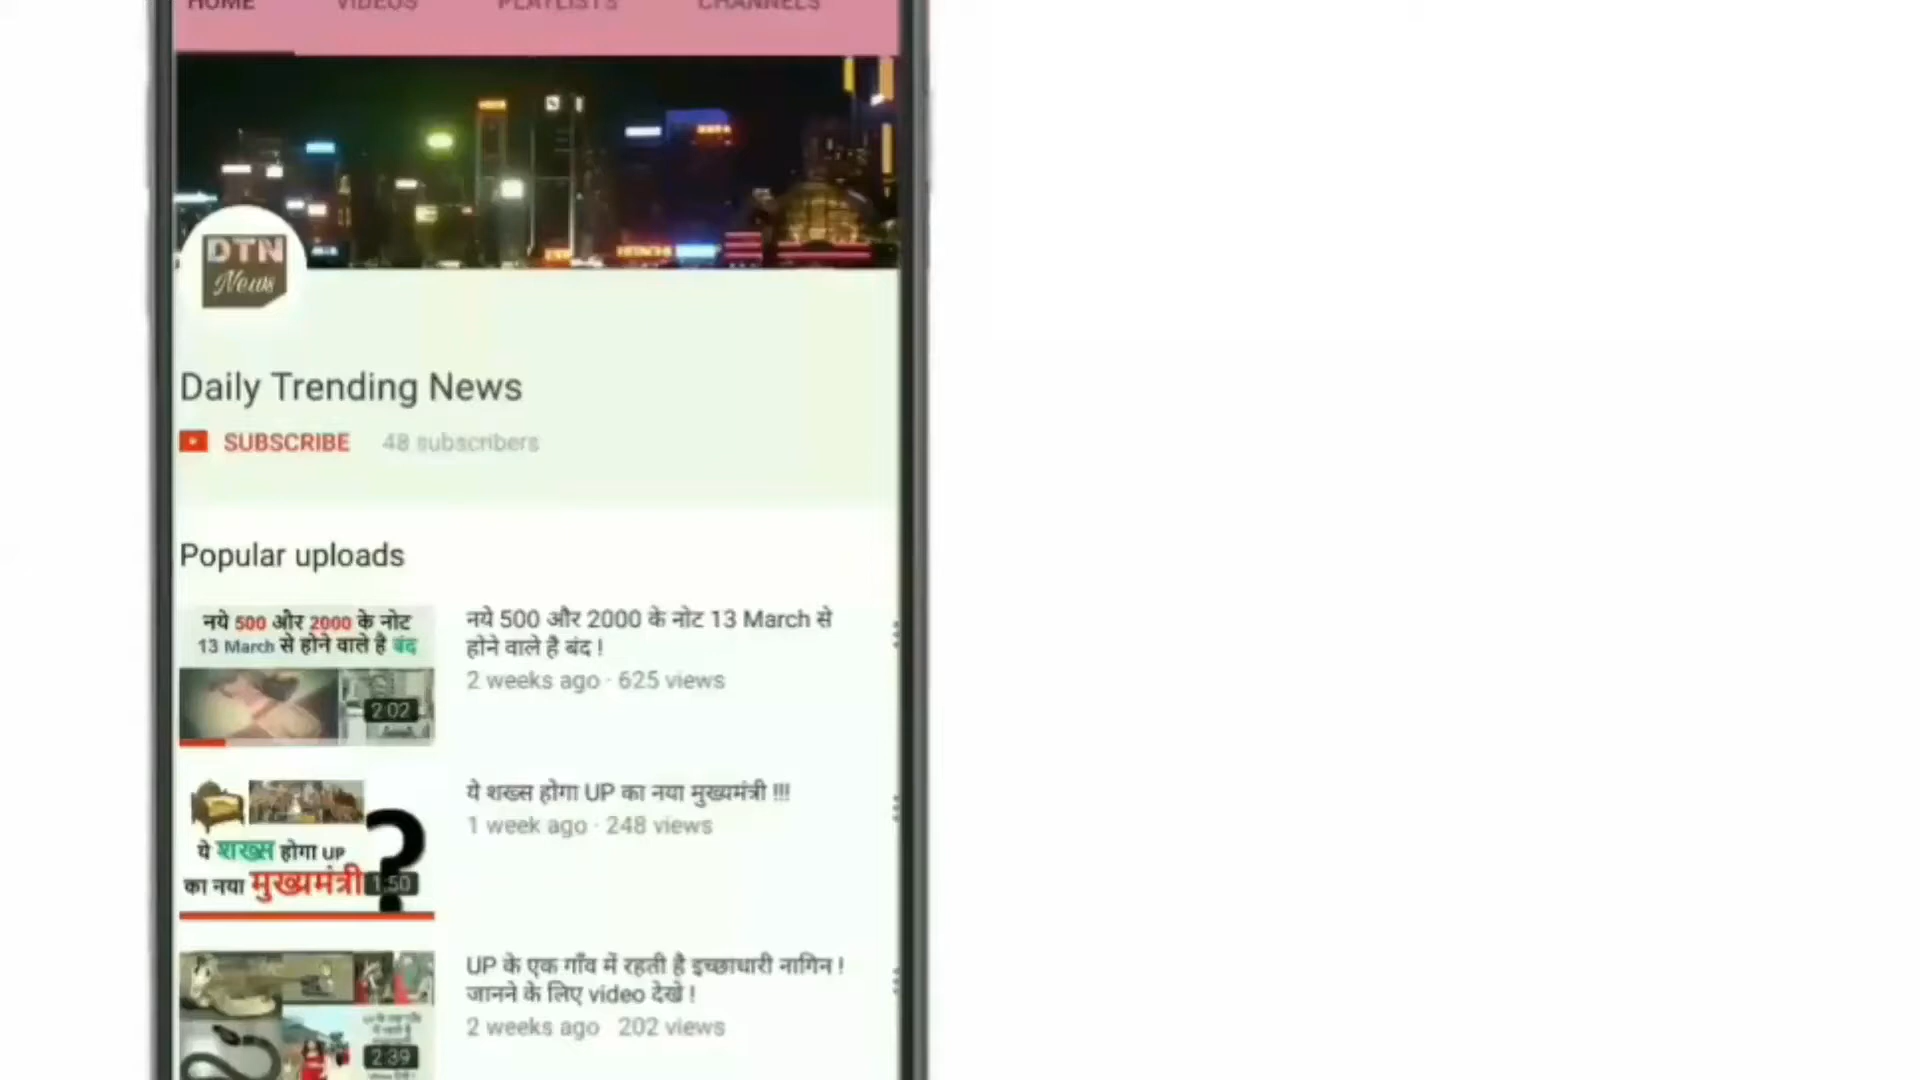 HOME VIDEOS PLAYLISTS CHANNELS
HITACHI
DTN
News
Daily Trending News
SUBSCRIBE 48 subscribers
Popular uploads
नये 500 और 2000 के नोट
13 March से होने वाले है बंद
2:02
नये 500 और 2000 के नोट 13 March से
होने वाले है बंद !
2 weeks ago · 625 views
ये शख्स होगा UP
का नया मुख्यमंत्री
?
1:50
ये शख्स होगा UP का नया मुख्यमंत्री !!!
1 week ago · 248 views
2:39
UP के एक गाँव में रहती है इच्छाधारी नागिन !
जानने के लिए video देखे !
2 weeks ago 202 views